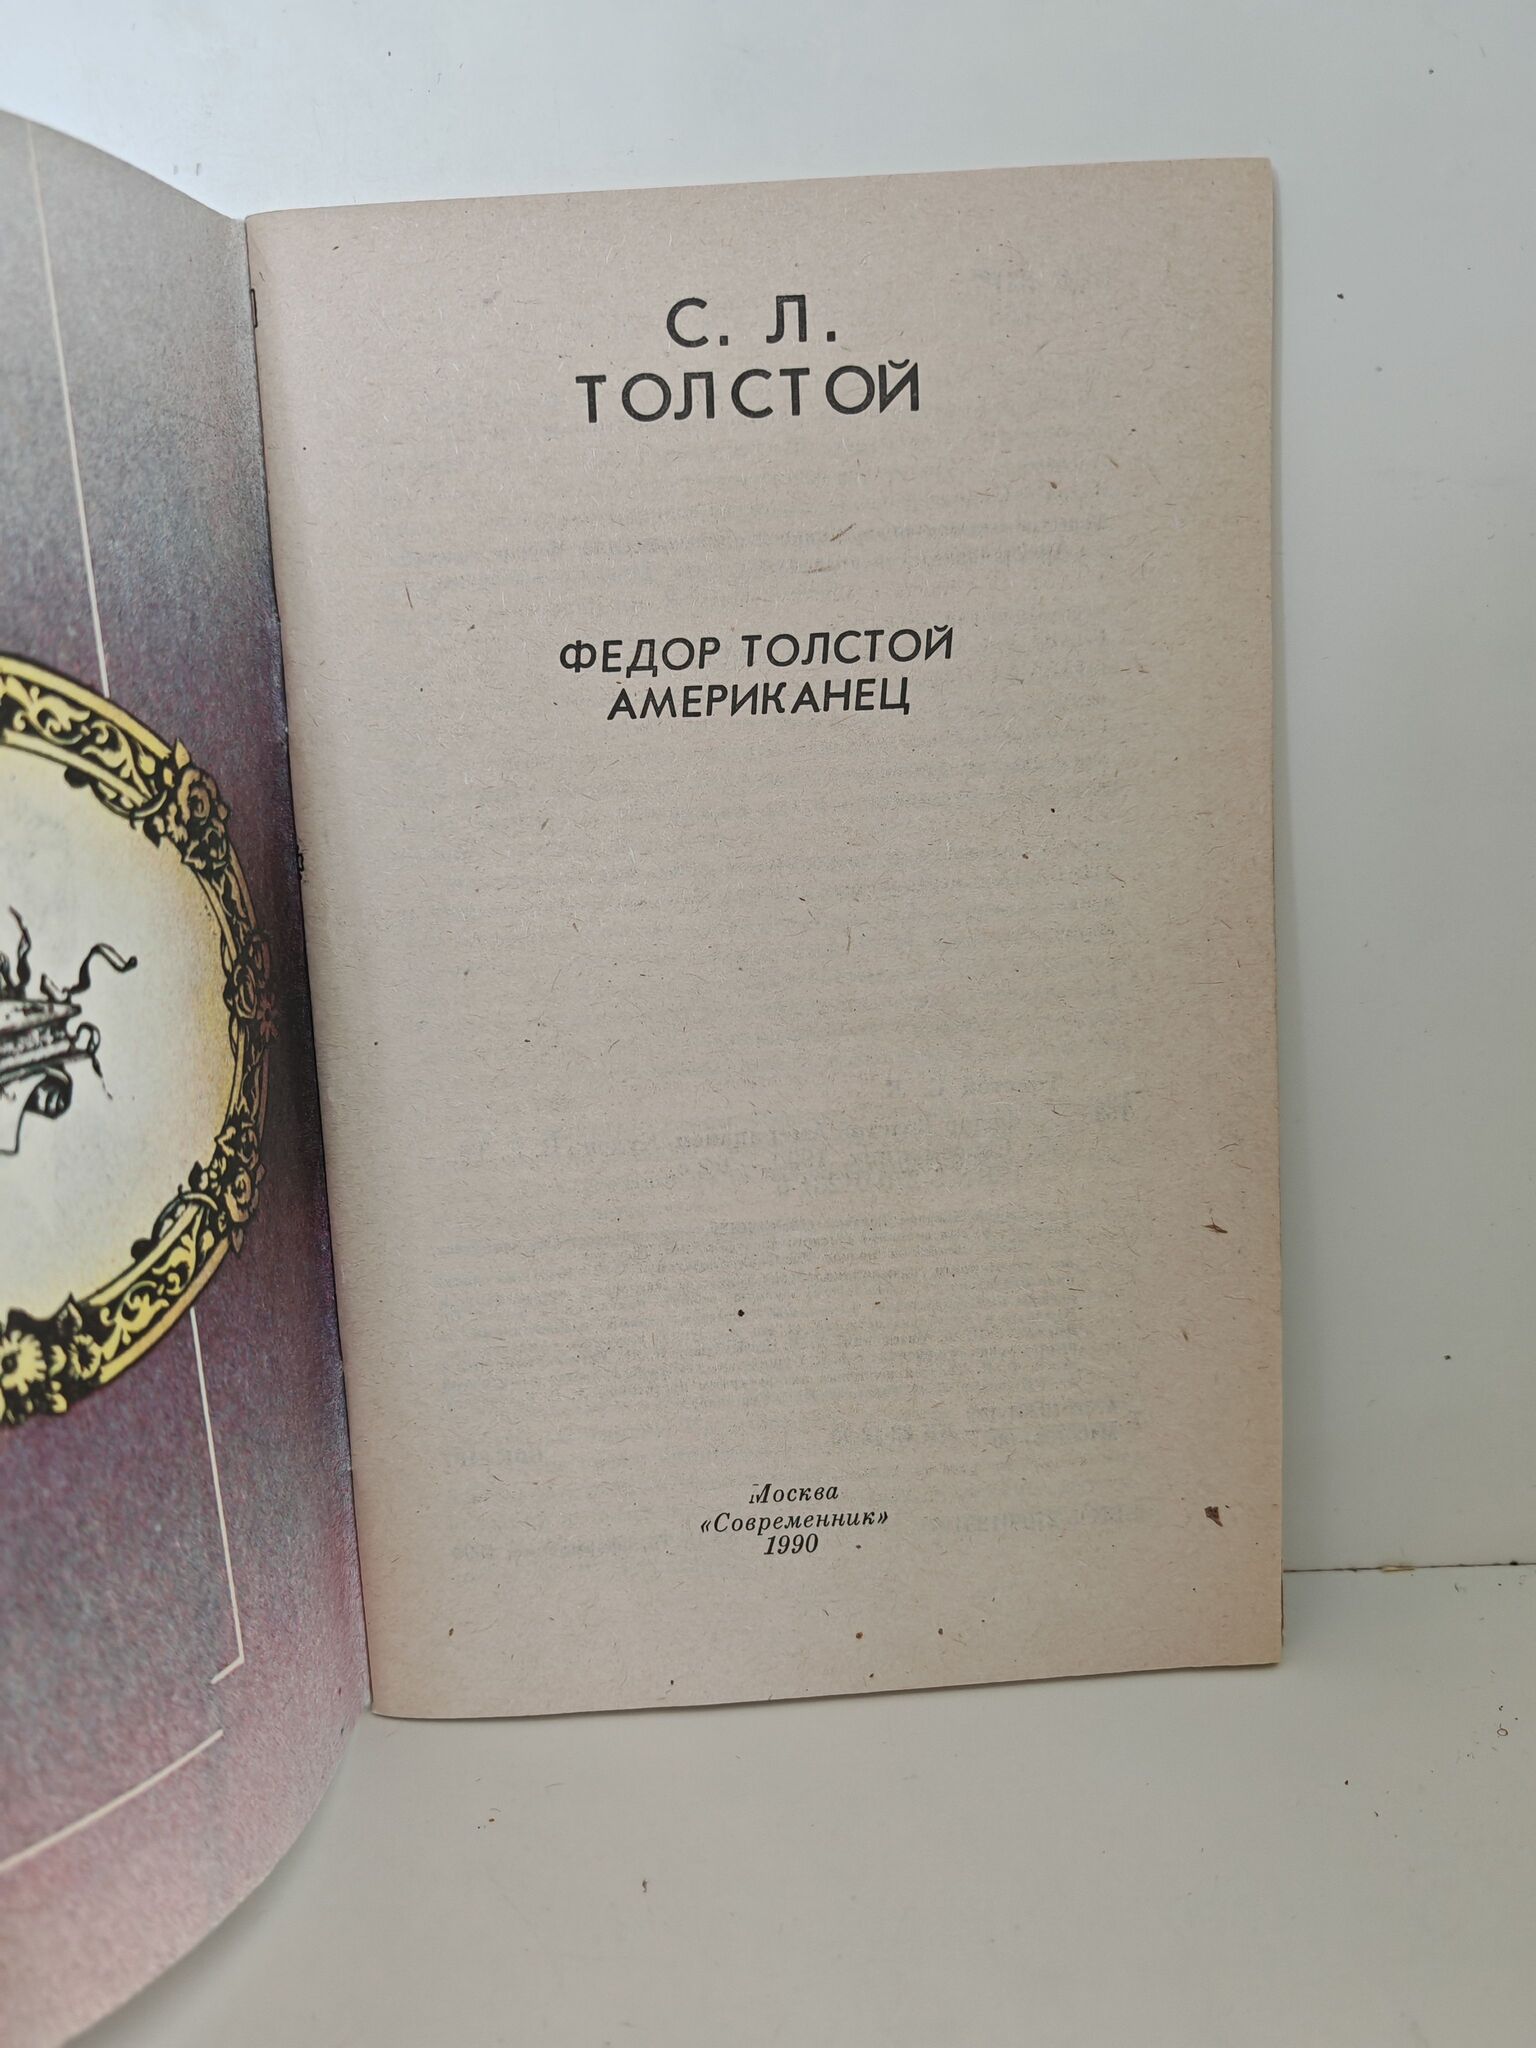 С. Л.
ТОЛСТОЙ
ФЕДОР ТОЛСТОЙ
АМЕРИКАНЕЦ
Москва
«Современник»
1990